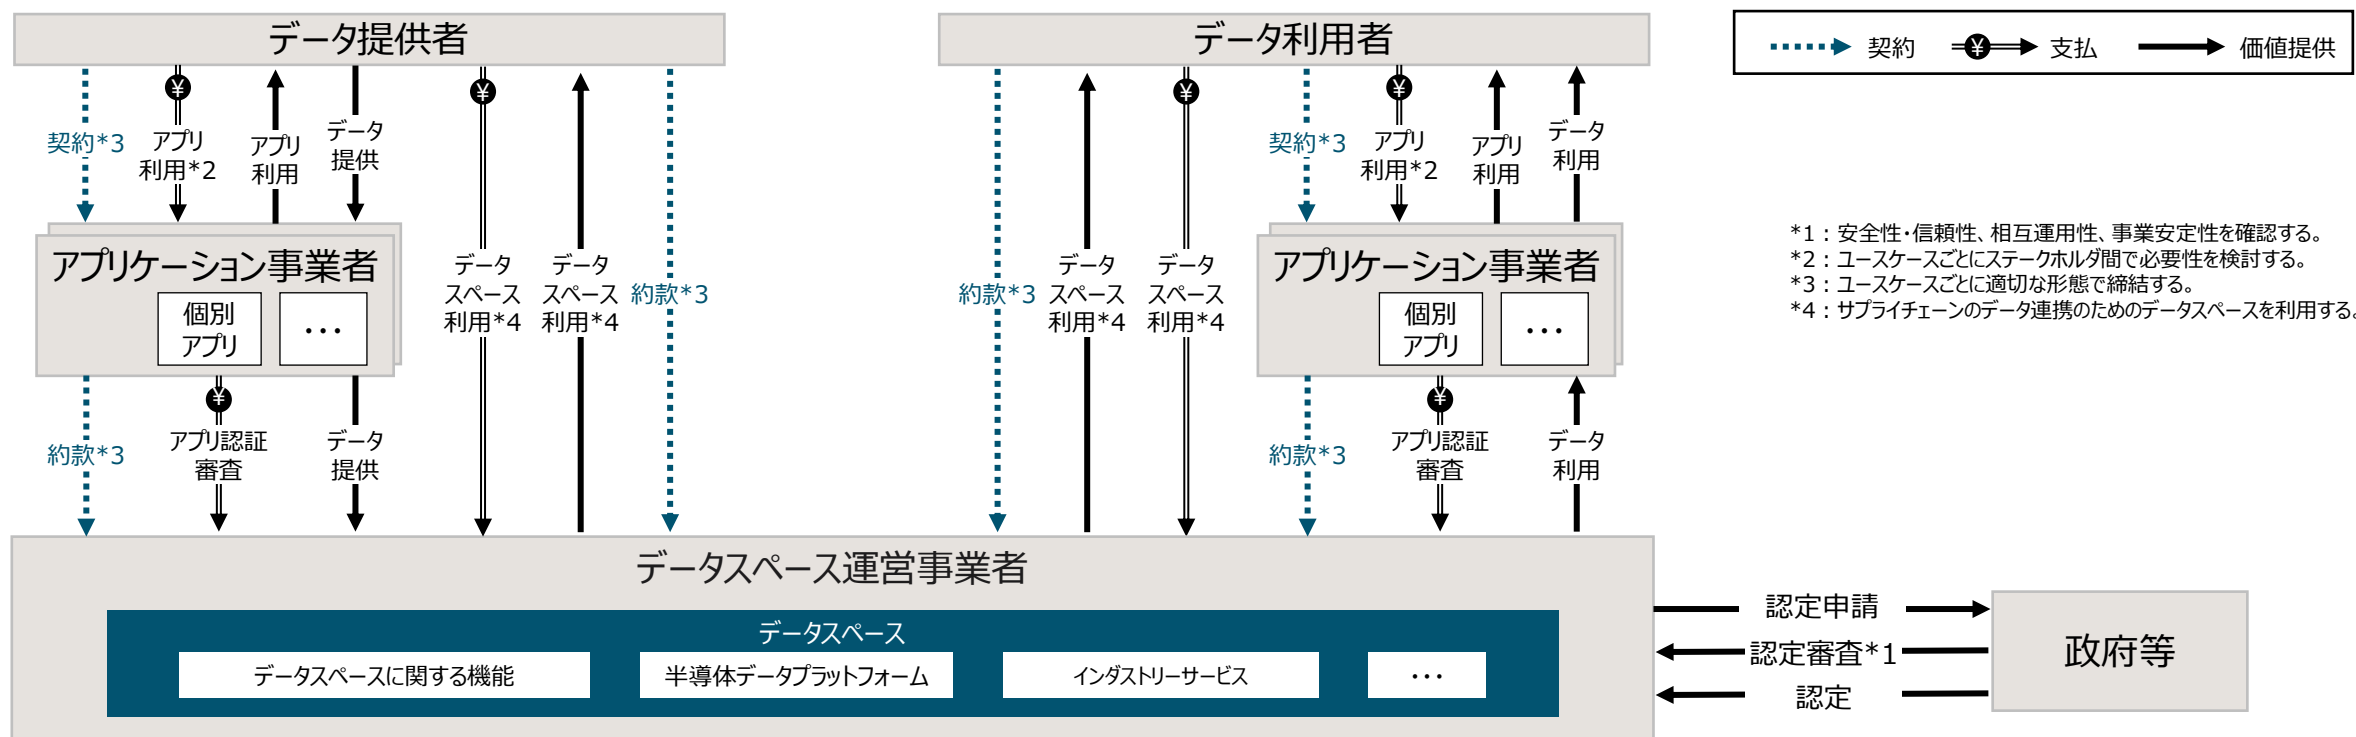 データ提供者
データ利用者
契約
¥
支払
価値提供
¥
¥
¥
¥
契約*3
アプリ
利用*2
アプリ
利用
データ
提供
契約*3
アプリ
利用*2
アプリ
利用
データ
利用
*1：安全性・信頼性、相互運用性、事業安定性を確認する。
*2：ユースケースごとにステークホルダ間で必要性を検討する。
*3：ユースケースごとに適切な形態で締結する。
*4：サプライチェーンのデータ連携のためのデータスペースを利用する。
アプリケーション事業者
個別
アプリ
・・・
データ
スペース
利用*4
データ
スペース
利用*4
約款*3
約款*3
データ
スペース
利用*4
データ
スペース
利用*4
アプリケーション事業者
個別
アプリ
・・・
¥
¥
約款*3
アプリ認証
審査
データ
提供
約款*3
アプリ認証
審査
データ
利用
データスペース運営事業者
データスペース
データスペースに関する機能
半導体データプラットフォーム
インダストリーサービス
・・・
認定申請
認定審査*1
認定
政府等